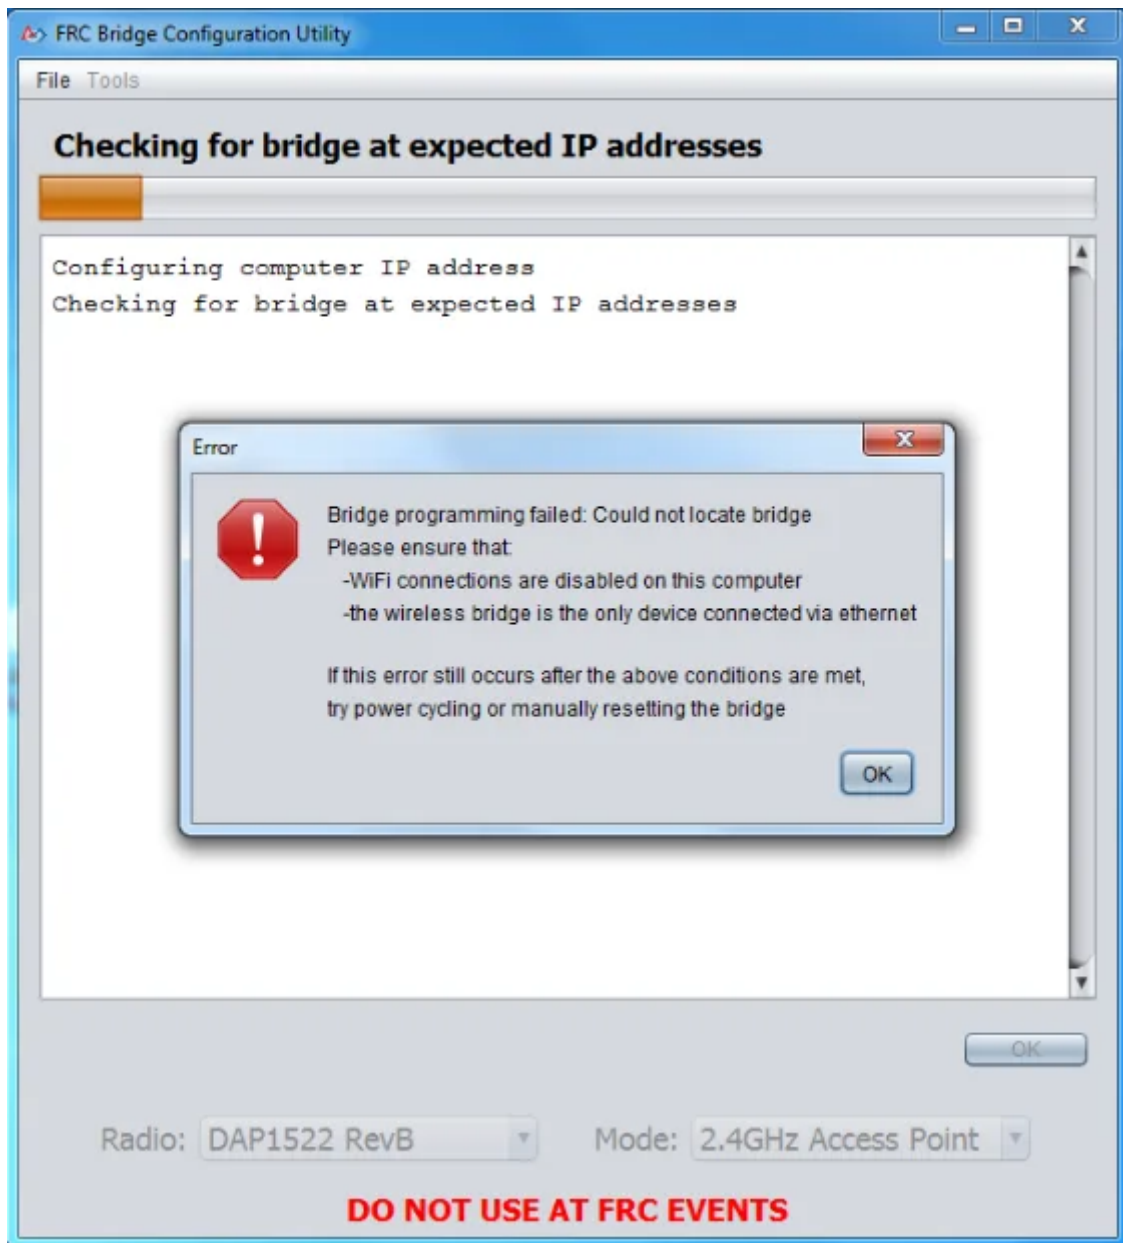 FRC Bridge Configuration Utility
File Tools
Checking for bridge at expected IP addresses
Configuring computer IP address
Checking for bridge at expected IP addresses
Error
Bridge programming failed: Could not locate bridge
Please ensure that:
-WiFi connections are disabled on this computer
-the wireless bridge is the only device connected via ethernet
If this error still occurs after the above conditions are met,
try power cycling or manually resetting the bridge
OK
OK
Radio: DAP1522 RevB Mode: 2.4GHz Access Point
DO NOT USE AT FRC EVENTS